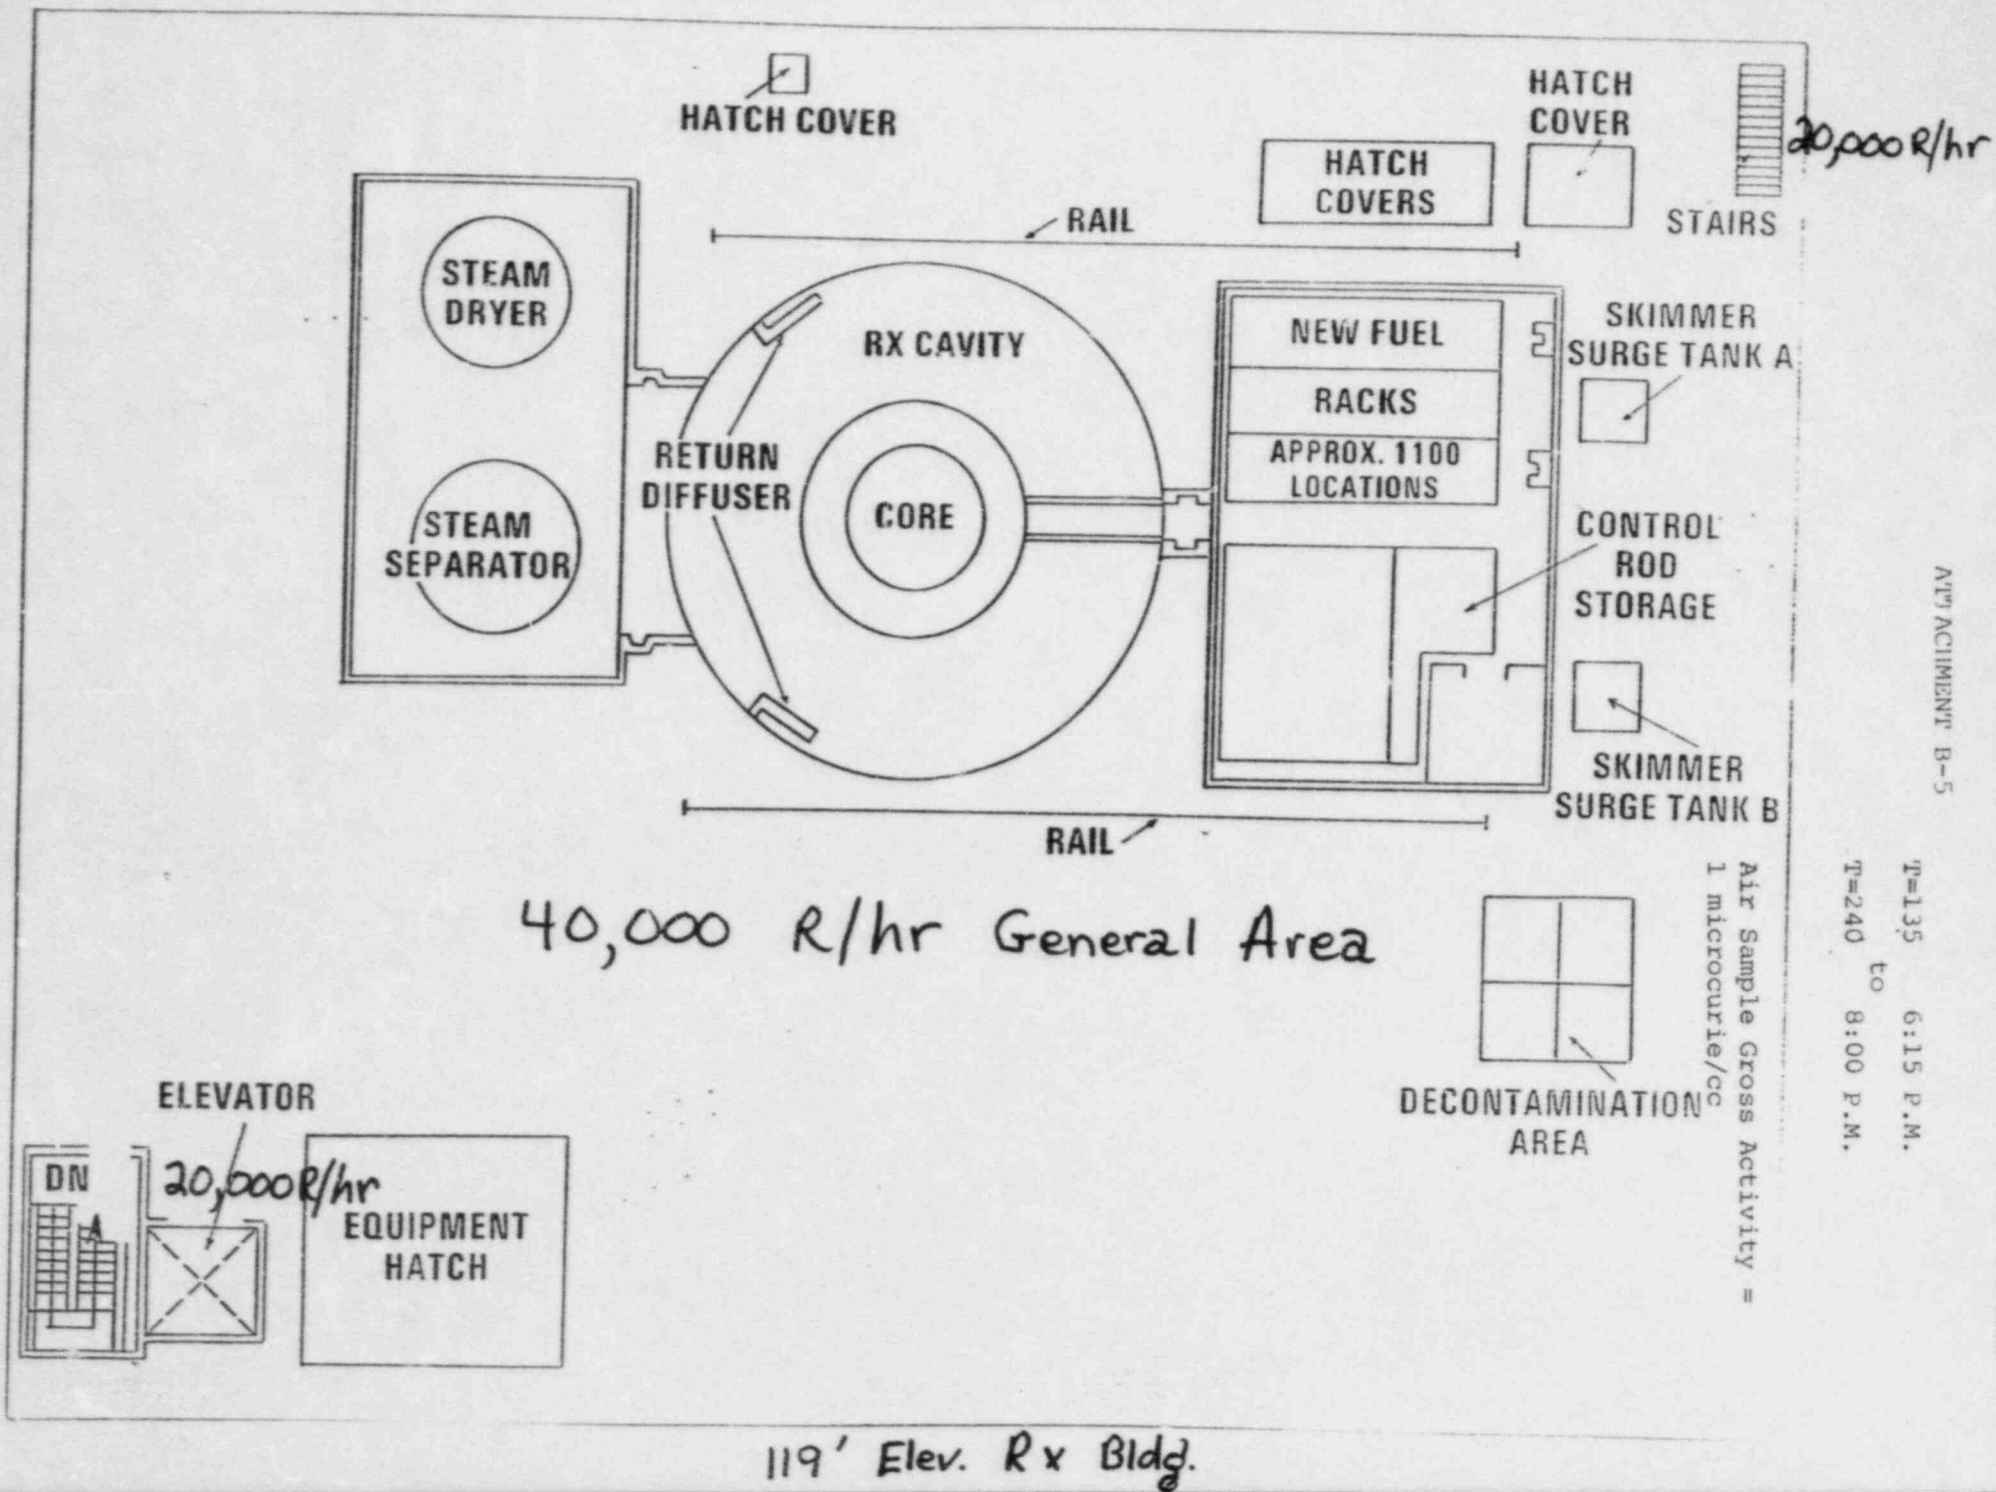 HATCH COVER
HATCH
COVER
20,000 R/hr
HATCH
COVERS
STAIRS
RAIL
STEAM
DRYER
RX CAVITY
NEW FUEL
RACKS
APPROX. 1100
LOCATIONS
SKIMMER
SURGE TANK A
RETURN
DIFFUSER
CORE
STEAM
SEPARATOR
CONTROL
ROD
STORAGE
SKIMMER
SURGE TANK B
RAIL
40,000 R/hr General Area
DECONTAMINATION
AREA
ELEVATOR
DN
20,000 R/hr
EQUIPMENT
HATCH
119' Elev. Rx Bldg.
ATTACHMENT B-5
T=135 6:15 P.M.
to
T=240 8:00 P.M.
Air Sample Gross Activity =
1 microcurie/cc